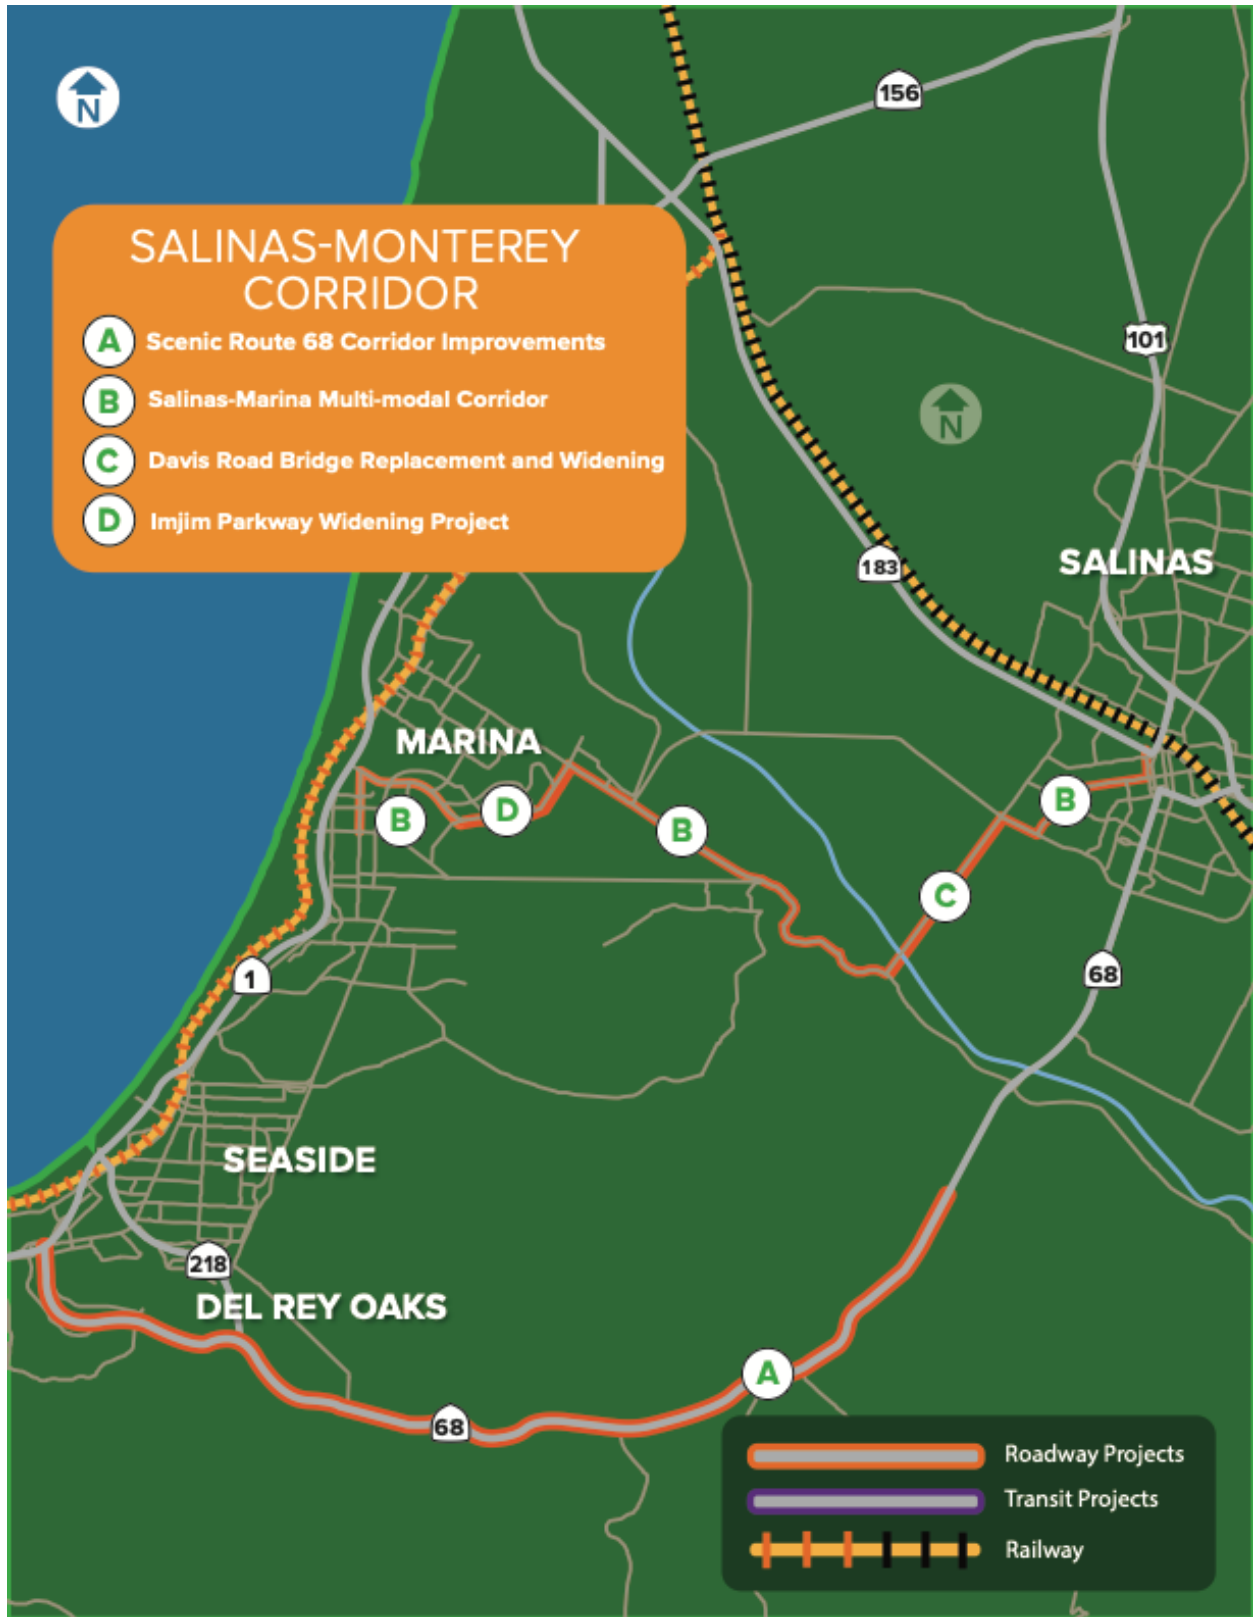 N
156
SALINAS-MONTEREY
CORRIDOR
A Scenic Route 68 Corridor Improvements
B Salinas-Marina Multi-modal Corridor
C Davis Road Bridge Replacement and Widening
D Imjim Parkway Widening Project
101
N
183
SALINAS
MARINA
B
D
B
B
C
1
68
SEASIDE
218
DEL REY OAKS
A
68
Roadway Projects
Transit Projects
Railway